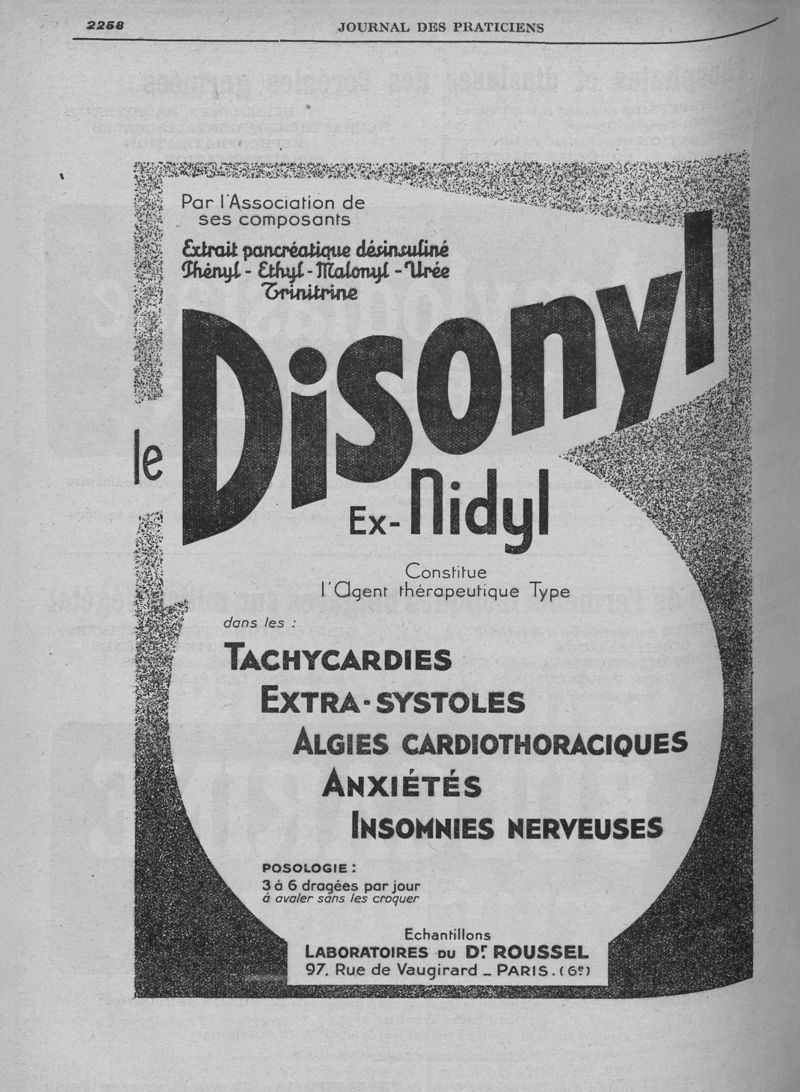 2258
JOURNAL DES PRATICIENS
Par l'Association de
ses composants
Extrait pancréatique désinsuliné
Phényl - Ethyl - Malonyl - Urée
Trinitrine
le Disonyl
Ex-Nidyl
Constitue
l'Agent thérapeutique Type
dans les :
TACHYCARDIES
EXTRA-SYSTOLES
ALGIES CARDIOTHORACIQUES
ANXIÉTÉS
INSOMNIES NERVEUSES
POSOLOGIE :
3 à 6 dragées par jour
à avaler sans les croquer
Echantillons
LABORATOIRES DU Dr ROUSSEL
97, Rue de Vaugirard - PARIS. (6e)